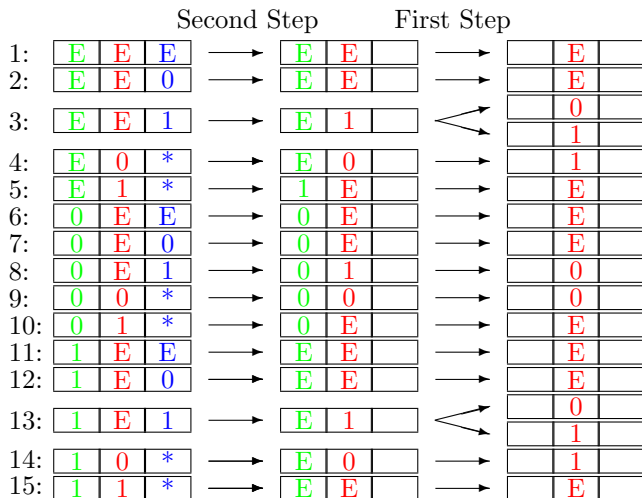 Second Step First Step
1: E E E E E E
2: E E 0 E E E
3: E E 1 E 1 0
1
4: E 0 * E 0 1
5: E 1 * 1 E E
6: 0 E E 0 E E
7: 0 E 0 0 E E
8: 0 E 1 0 1 0
9: 0 0 * 0 0 0
10: 0 1 * 0 E E
11: 1 E E E E E
12: 1 E 0 E E E
13: 1 E 1 E 1 0
1
14: 1 0 * E 0 1
15: 1 1 * E E E